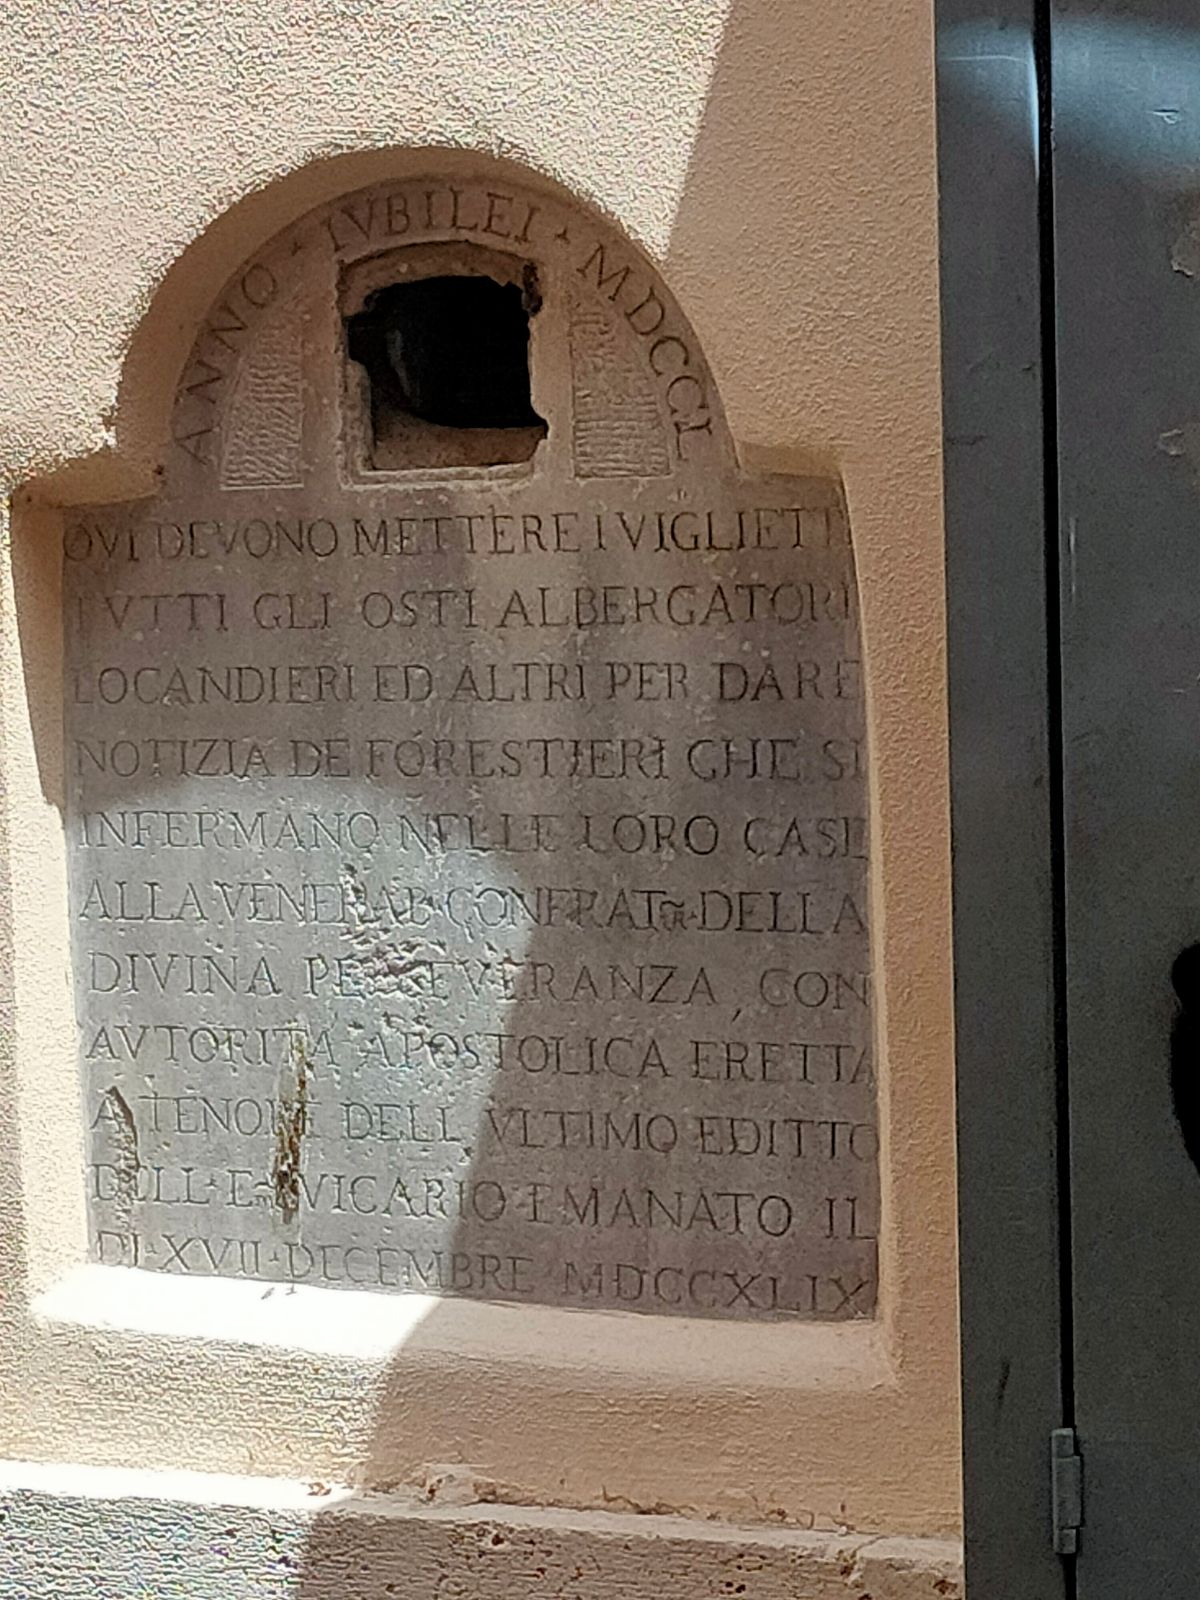 ANNO · IVBILEI · MDCCL
QVI DEVONO METTERE I VIGLIETTI
TVTTI GLI OSTI ALBERGATORI
LOCANDIERI ED ALTRI PER DARE
NOTIZIA DE FORESTIERI CHE SI
INFERMANO NELLE LORO CASE
ALLA VENERAB· CONFRAT· DELLA
DIVINA PERSEVERANZA, CON
AVTORITA APOSTOLICA ERETTA
A TENORE DELL VLTIMO EDITTO
DELL· VICARIO EMANATO IL
DI · XVII · DECEMBRE MDCCXLIX